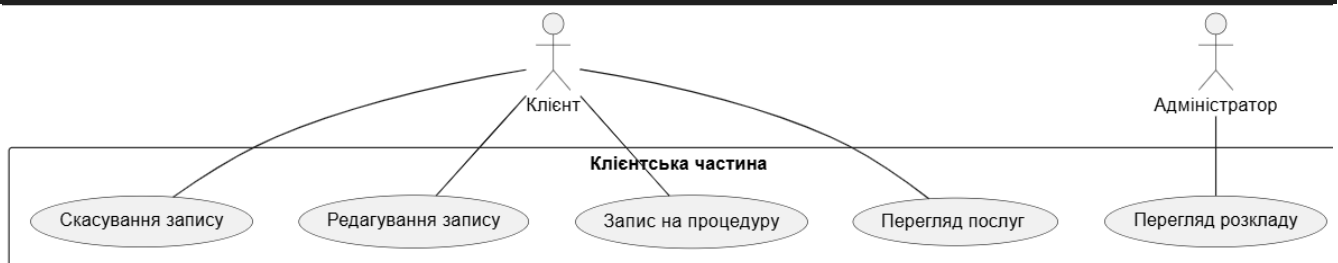 Клієнт
Адміністратор
Клієнтська частина
Скасування запису
Редагування запису
Запис на процедуру
Перегляд послуг
Перегляд розкладу